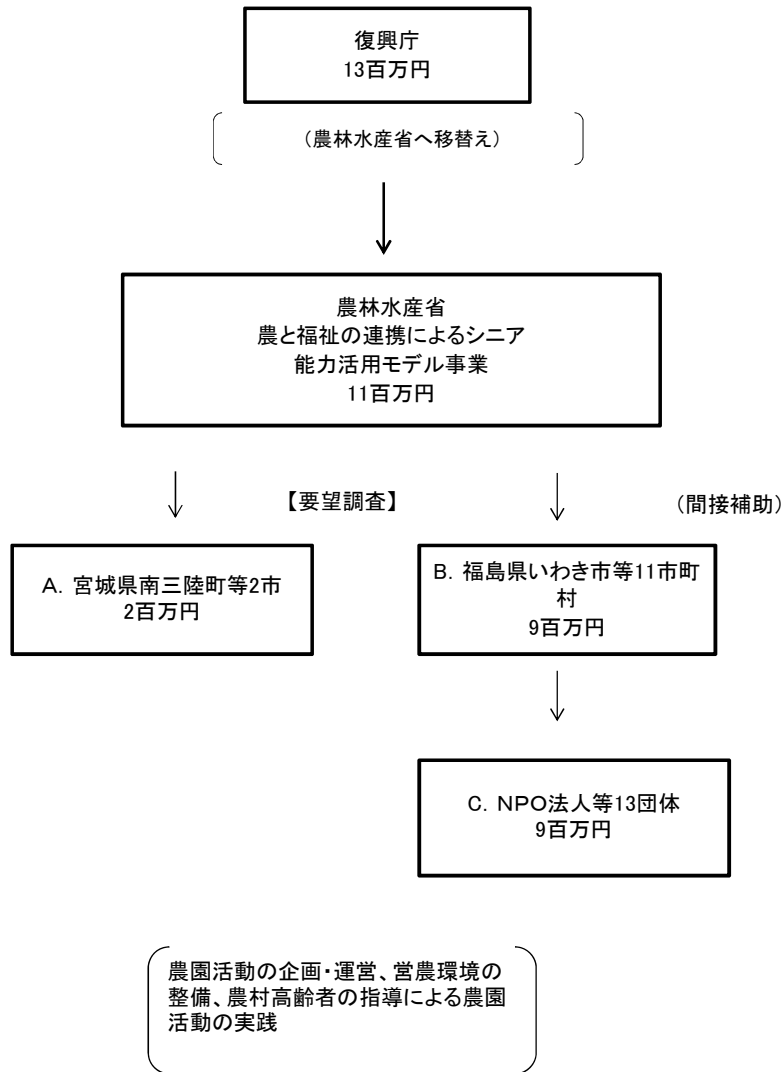 復興庁
13百万円
(農林水産省へ移替え)
農林水産省
農と福祉の連携によるシニア
能力活用モデル事業
11百万円
【要望調査】
(間接補助)
A. 宮城県南三陸町等2市
2百万円
B. 福島県いわき市等11市町
村
9百万円
C. NPO法人等13団体
9百万円
農園活動の企画・運営、営農環境の
整備、農村高齢者の指導による農園
活動の実践